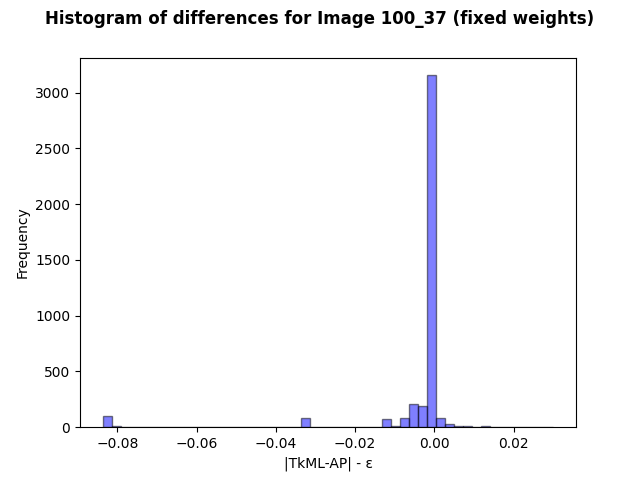 Histogram of differences for Image 100_37 (fixed weights)
Frequency
3000
2500
2000
1500
1000
500
0
−0.08 −0.06 −0.04 −0.02 0.00 0.02
|TkML-AP| - ε